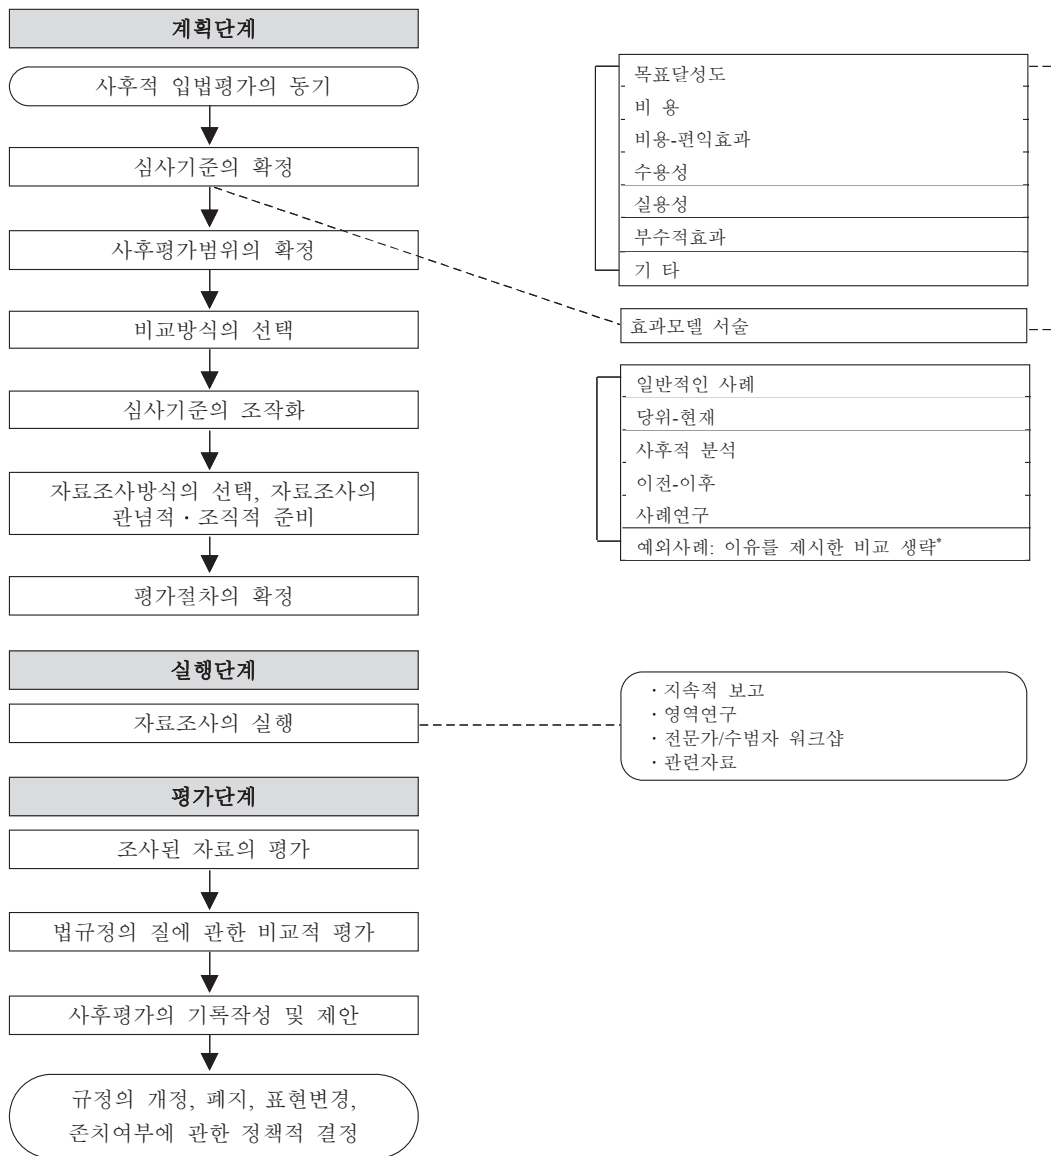 계획단계
사후적 입법평가의 동기
심사기준의 확정
사후평가범위의 확정
비교방식의 선택
심사기준의 조작화
자료조사방식의 선택, 자료조사의
관념적·조직적 준비
평가절차의 확정
목표달성도
비 용
비용-편익효과
수용성
실용성
부수적효과
기 타
효과모델 서술
일반적인 사례
당위-현재
사후적 분석
이전-이후
사례연구
예외사례: 이유를 제시한 비교 생략*
실행단계
자료조사의 실행
· 지속적 보고
· 영역연구
· 전문가/수범자 워크샵
· 관련자료
평가단계
조사된 자료의 평가
법규정의 질에 관한 비교적 평가
사후평가의 기록작성 및 제안
규정의 개정, 폐지, 표현변경,
존치여부에 관한 정책적 결정